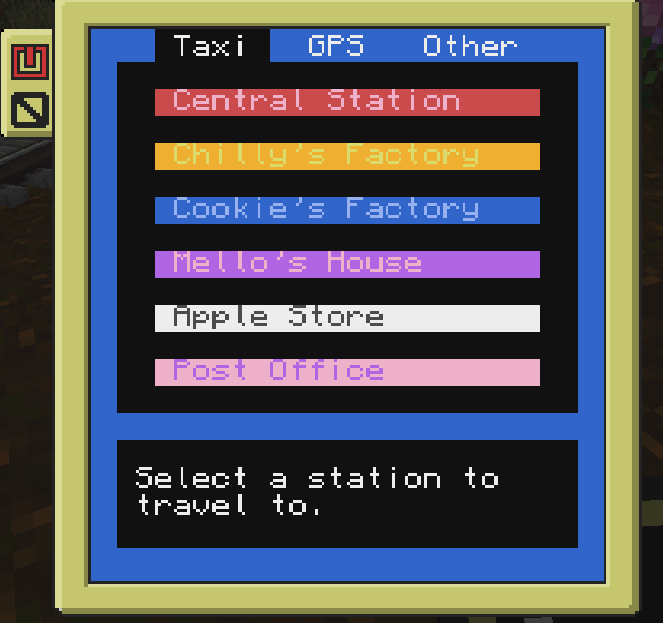 Taxi GPS Other
Central Station
Chilly's Factory
Cookie's Factory
Mello's House
Apple Store
Post Office
Select a station to
travel to.